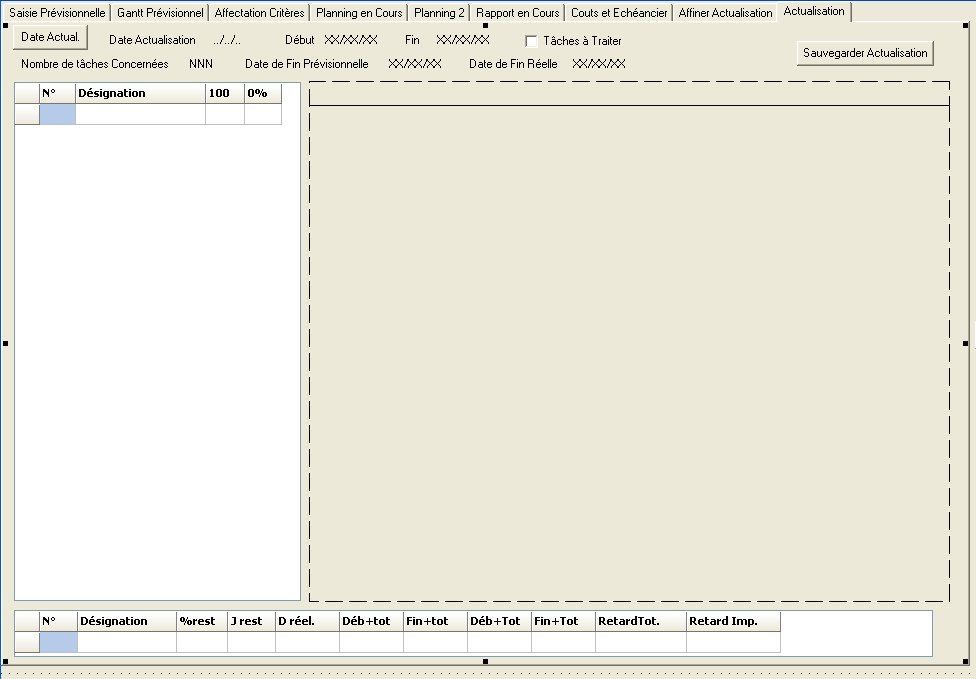 Saisie Prévisionnelle Gantt Prévisionnel Affectation Critères Planning en Cours Planning 2 Rapport en Cours Couts et Echéancier Affiner Actualisation Actualisation
Date Actual. Date Actualisation ../../.. Début XX/XX/XX Fin XX/XX/XX Tâches à Traiter
Sauvegarder Actualisation
Nombre de tâches Concernées NNN Date de Fin Prévisionnelle XX/XX/XX Date de Fin Réelle XX/XX/XX
N° Désignation 100 0%
N° Désignation %rest J rest D réel. Déb+tot Fin+tot Déb+Tot Fin+Tot RetardTot. Retard Imp.